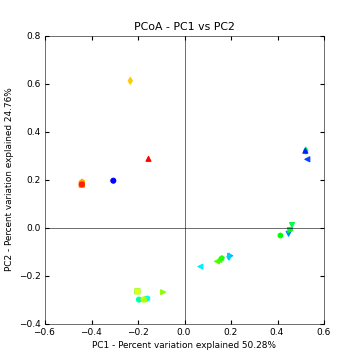 PCoA - PC1 vs PC2
PC2 - Percent variation explained 24.76%
0.8
0.6
0.4
0.2
0.0
−0.2
−0.4
−0.6 −0.4 −0.2 0.0 0.2 0.4 0.6
PC1 - Percent variation explained 50.28%